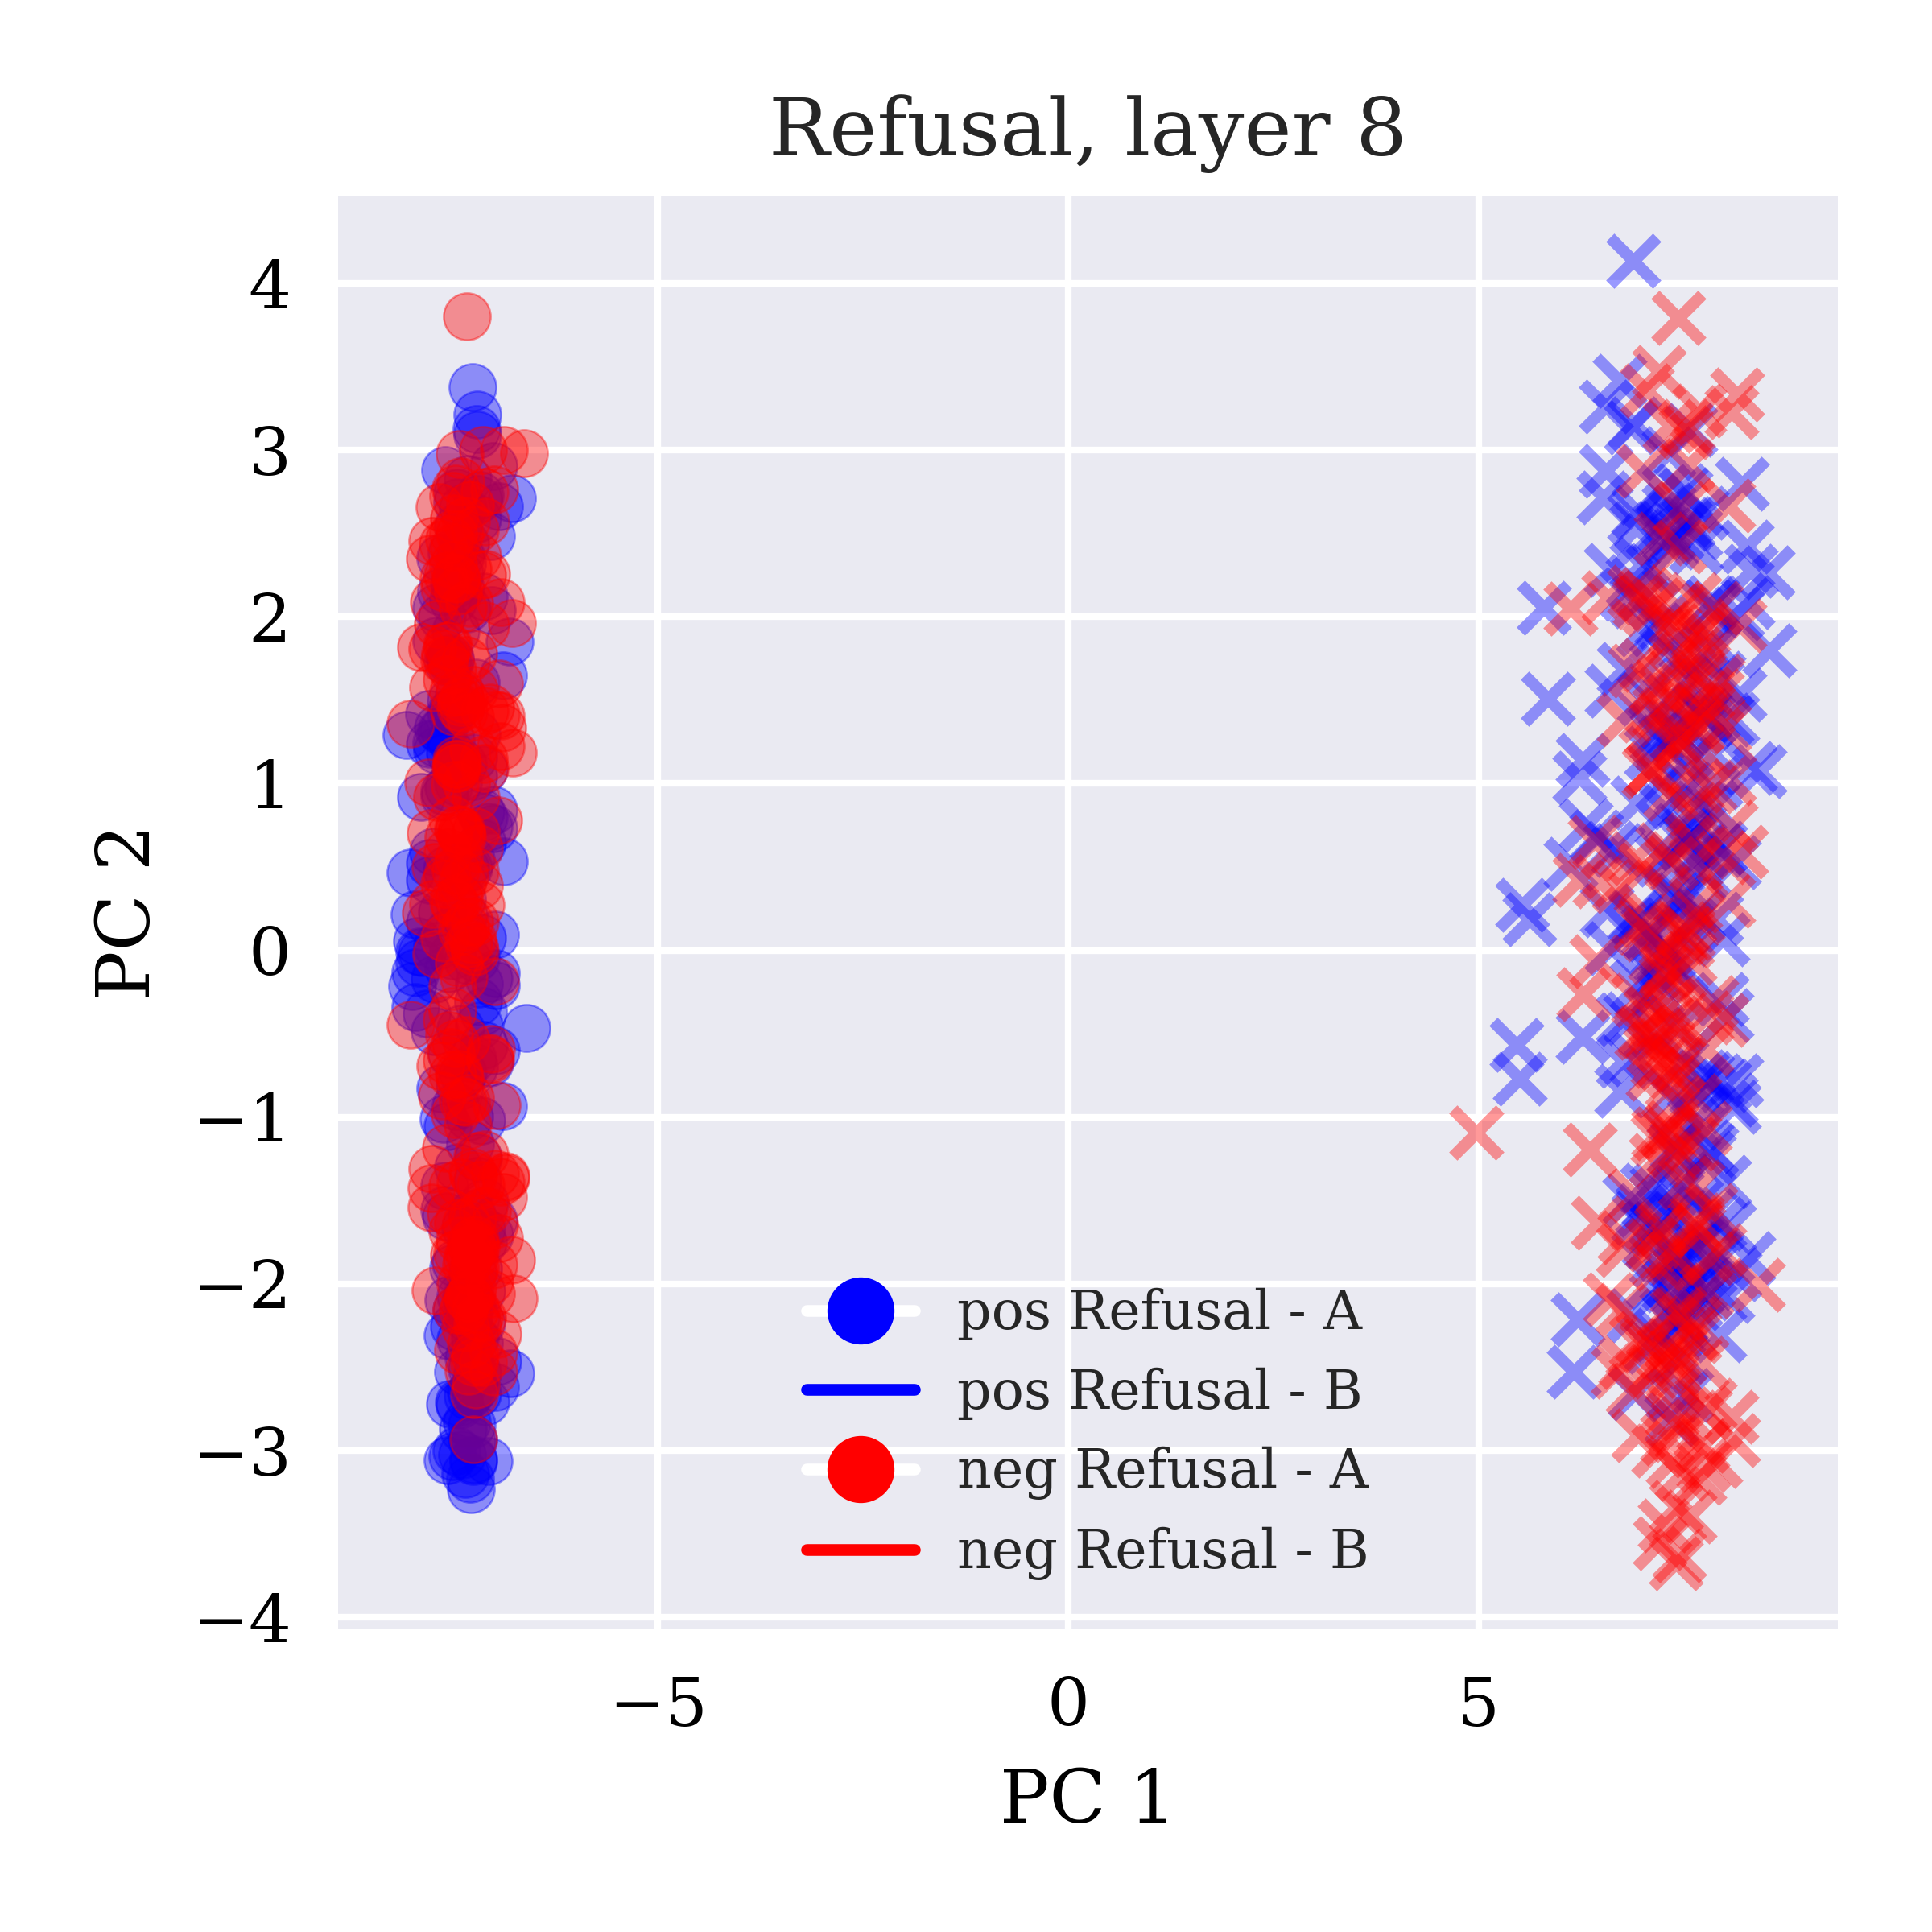 Refusal, layer 8
4
3
2
1
0
−1
−2
−3
−4
PC 2
pos Refusal - A
pos Refusal - B
neg Refusal - A
neg Refusal - B
−5 0 5
PC 1